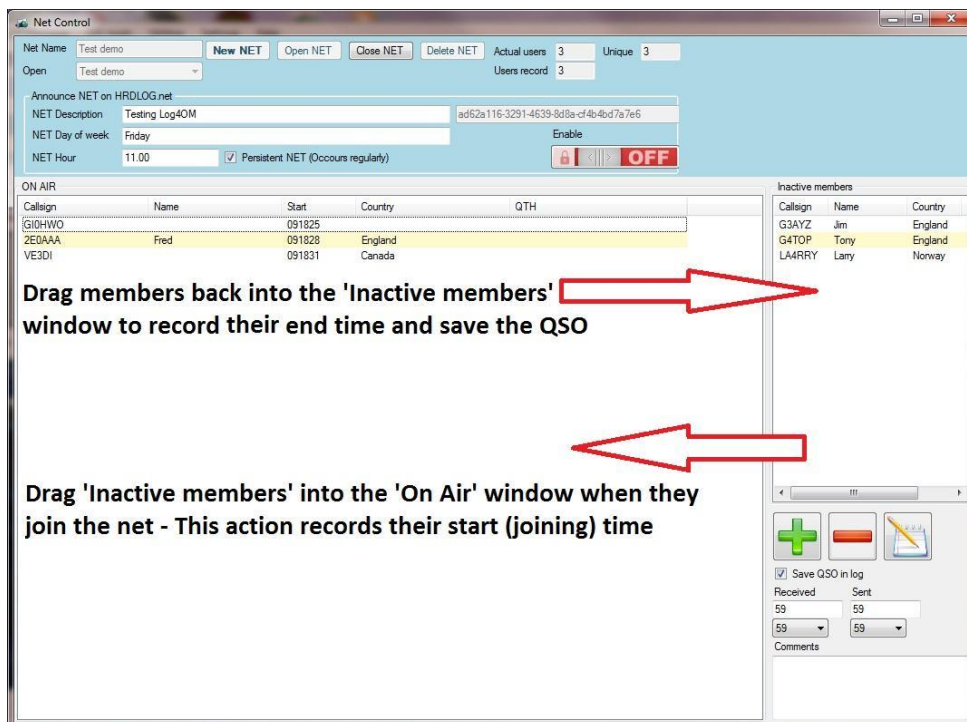 Net Control
Net Name Test demo New NET Open NET Close NET Delete NET Actual users 3 Unique 3
Open Test demo Users record 3
Announce NET on HRDLOG.net
NET Description Testing Log4OM ad62a116-3291-4639-8d8a-cf4b4bd7a7e6
NET Day of week Friday Enable
NET Hour 11.00 Persistent NET (Occours regularly) OFF
ON AIR Inactive members
Callsign Name Start Country QTH Callsign Name Country
GI0HWO 091825 G3AYZ Jim England
2E0AAA Fred 091828 England G4TOP Tony England
VE3DI 091831 Canada LA4RRY Larry Norway
Drag members back into the 'Inactive members'
window to record their end time and save the QSO
Drag 'Inactive members' into the 'On Air' window when they
join the net - This action records their start (joining) time
Save QSO in log
Received Sent
59 59
59 59
Comments